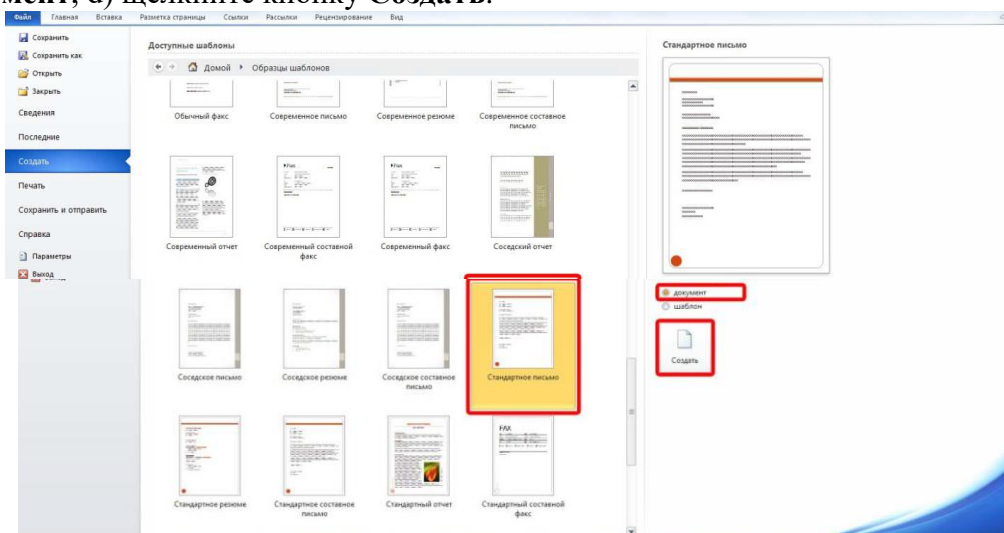 мент, d) щелкните кнопку Создать.
Файл Главная Вставка Разметка страницы Ссылки Рассылки Рецензирование Вид
Сохранить
Сохранить как
Открыть
Закрыть
Сведения
Последние
Создать
Печать
Сохранить и отправить
Справка
Параметры
Выход
Доступные шаблоны
Домой
Образцы шаблонов
Обычный факс
Современное письмо
Современное резюме
Современное составное
письмо
Современный отчет
Современный составной
факс
Современный факс
Соседский отчет
Соседское письмо
Соседское резюме
Соседское составное
письмо
Стандартное письмо
Стандартное резюме
Стандартное составное
письмо
Стандартный отчет
FAX
Стандартный составной
факс
Стандартное письмо
документ
шаблон
Создать